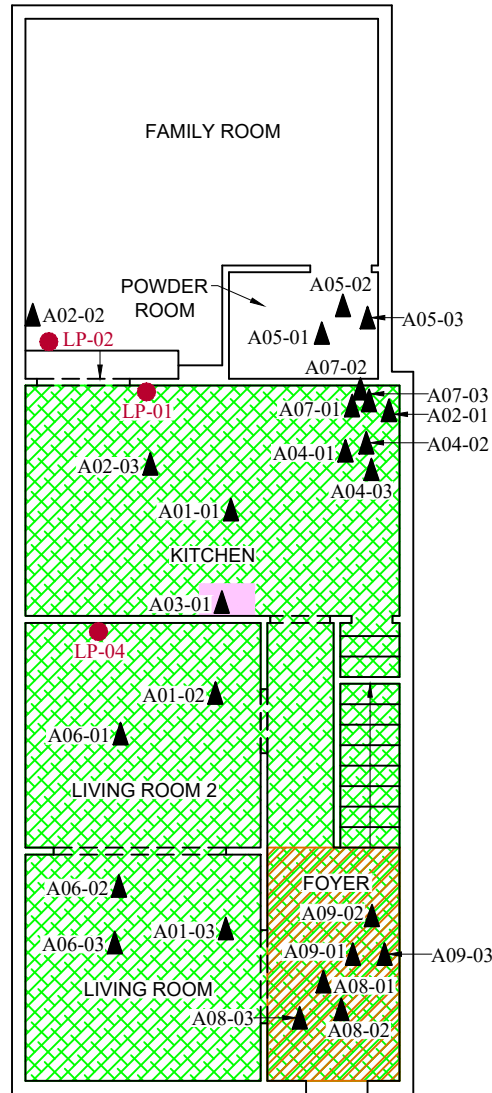 FAMILY ROOM
POWDER
ROOM
A05-02
A02-02
A05-03
A05-01
LP-02
A07-02
A07-03
LP-01
A07-01
A02-01
A04-02
A04-01
A02-03
A04-03
A01-01
KITCHEN
A03-01
LP-04
A01-02
A06-01
LIVING ROOM 2
FOYER
A06-02
A09-02
A01-03
A06-03
A09-01
A09-03
LIVING ROOM
A08-01
A08-03
A08-02